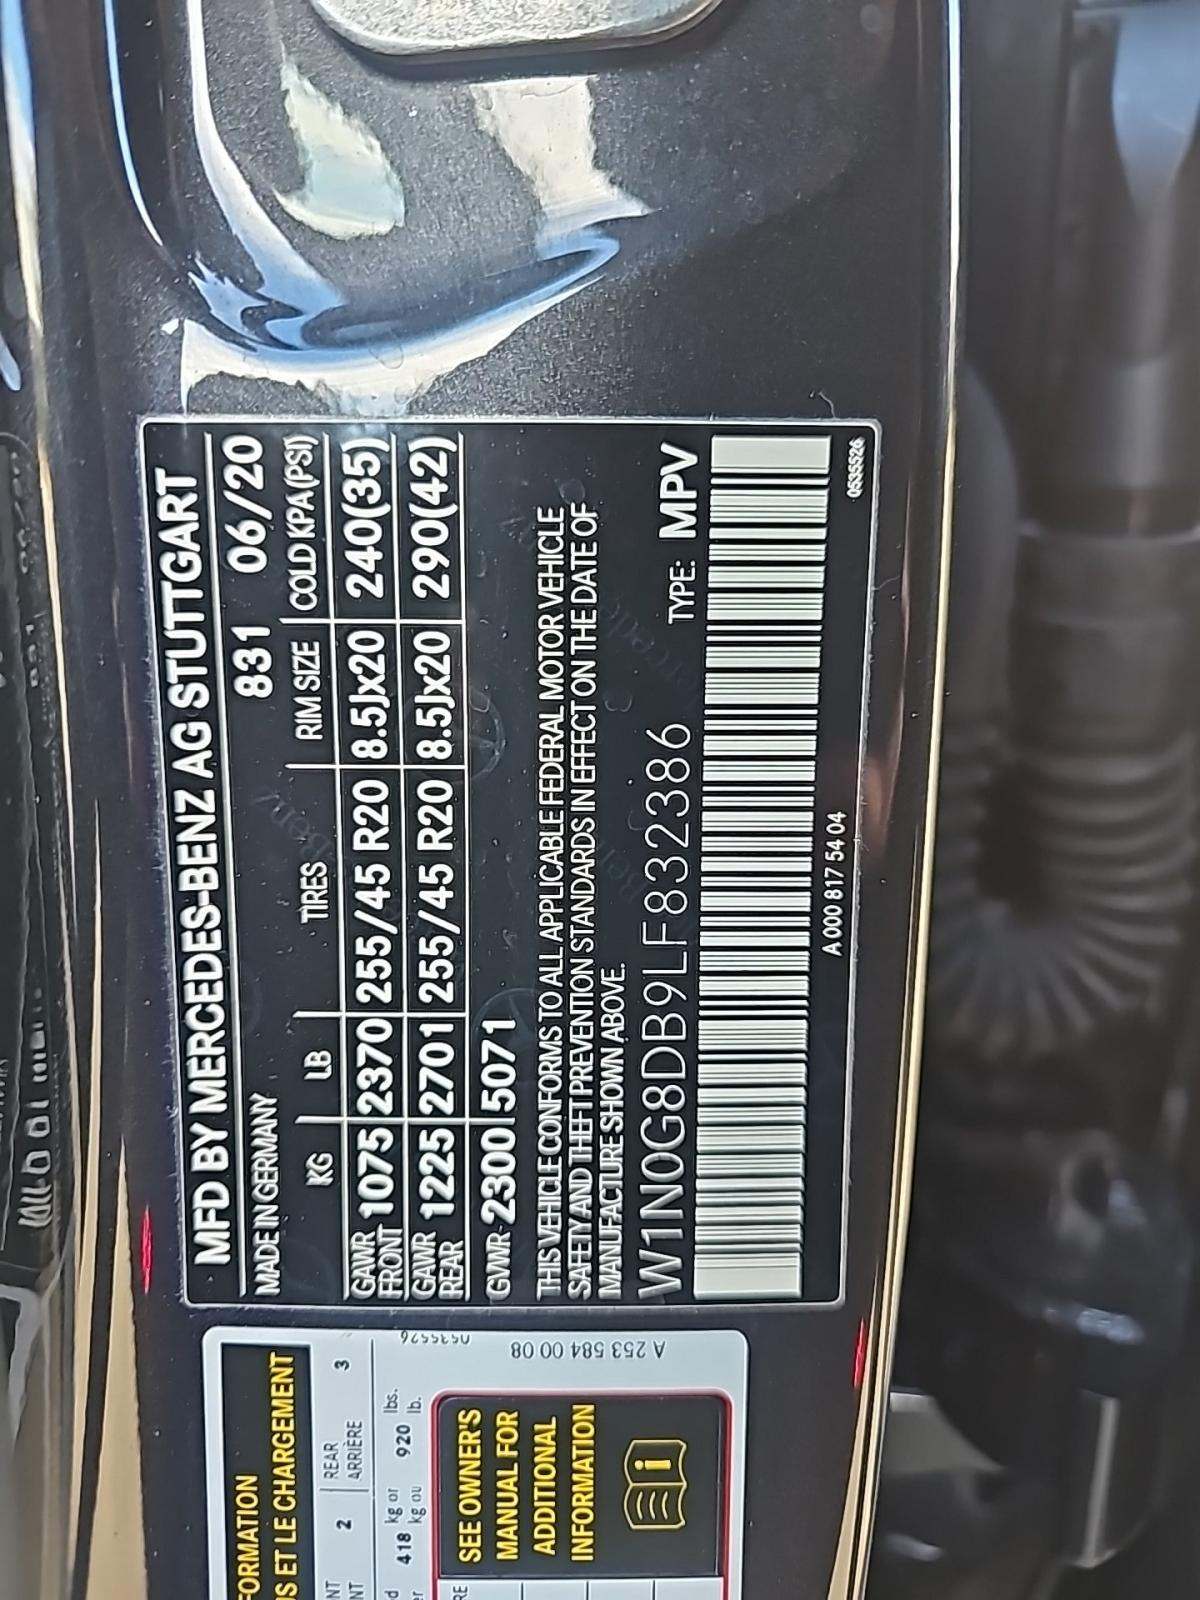 MFD BY MERCEDES-BENZ AG STUTTGART
MADE IN GERMANY 831 06/20
KG LB TIRES RIM SIZE COLD KPA(PSI)
GAWR FRONT 1075 2370 255/45 R20 8.5Jx20 240(35)
GAWR REAR 1225 2701 255/45 R20 8.5Jx20 290(42)
GVWR 2300 5071
THIS VEHICLE CONFORMS TO ALL APPLICABLE FEDERAL MOTOR VEHICLE
SAFETY AND THEFT PREVENTION STANDARDS IN EFFECT ON THE DATE OF
MANUFACTURE SHOWN ABOVE.
W1N0G8DB9LF832386 TYPE: MPV
A 000 817 54 04
0535526
2 REAR ARRIÈRE 3
418 kg or 920 lbs.
kg ou lb.
ET LE CHARGEMENT
SEE OWNER'S
MANUAL FOR
ADDITIONAL
INFORMATION
0535526
A 253 584 00 08